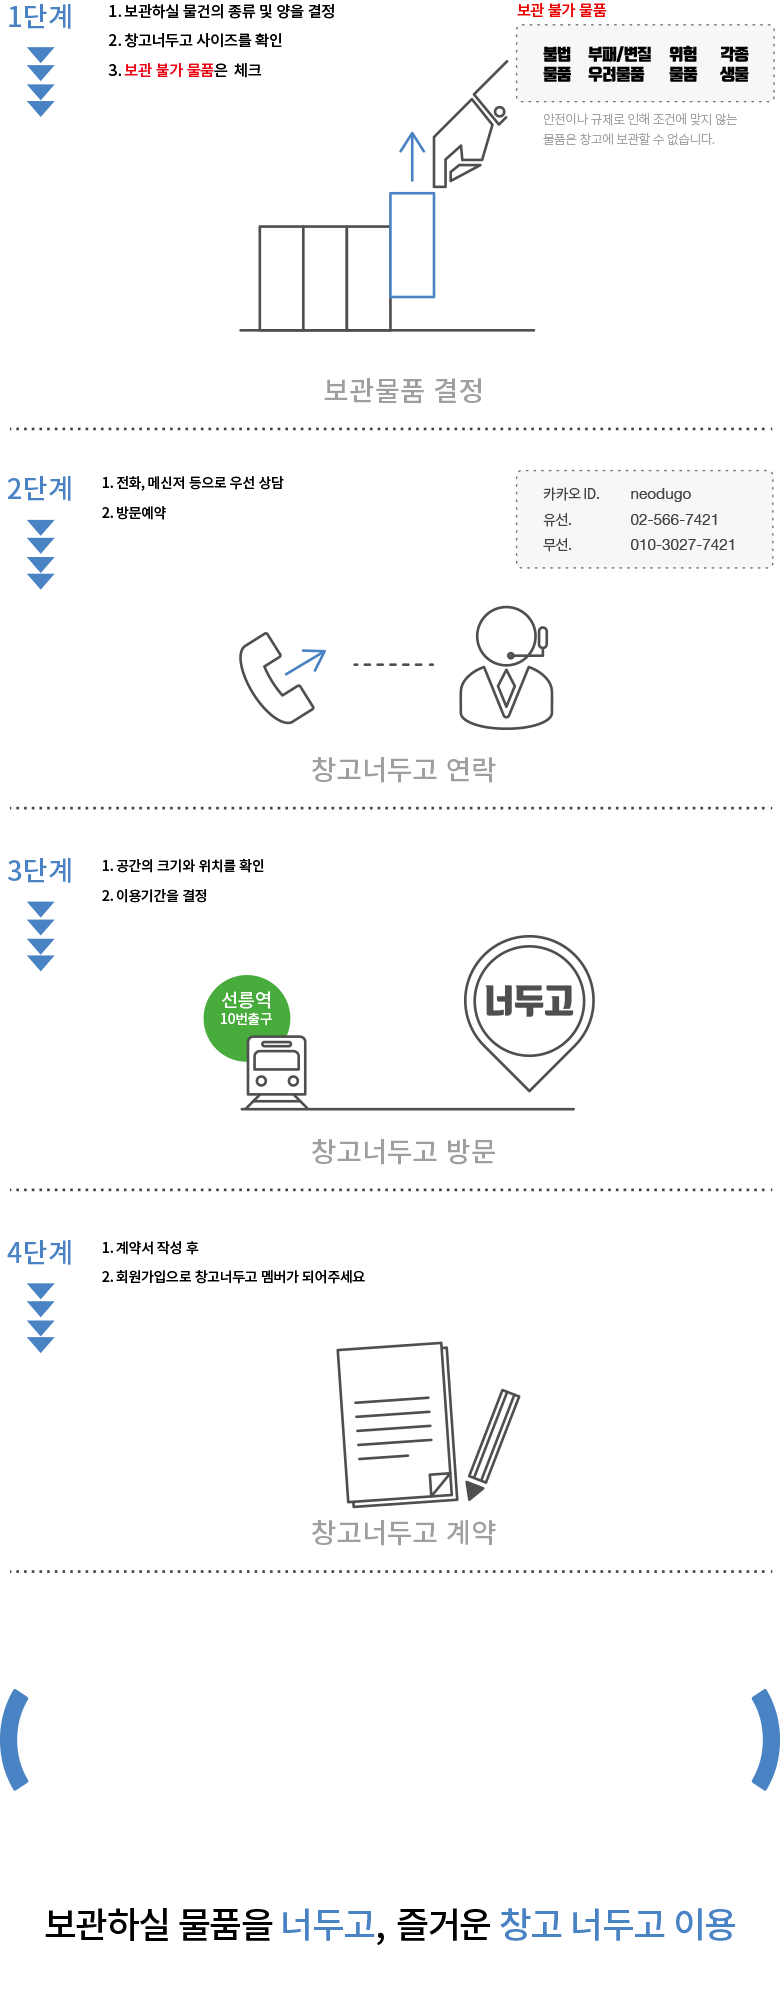 1단계
1. 보관하실 물건의 종류 및 양을 결정
2. 창고너두고 사이즈를 확인
3. 보관 불가 물품은 체크
보관 불가 물품
불법 부패/변질 위험 각종
물품 우려물품 물품 생물
안전이나 규제로 인해 조건에 맞지 않는
물품은 창고에 보관할 수 없습니다.
보관물품 결정
2단계
1. 전화, 메신저 등으로 우선 상담
2. 방문예약
카카오 ID. neodugo
유선. 02-566-7421
무선. 010-3027-7421
창고너두고 연락
3단계
1. 공간의 크기와 위치를 확인
2. 이용기간을 결정
선릉역
10번출구
너두고
창고너두고 방문
4단계
1. 계약서 작성 후
2. 회원가입으로 창고너두고 멤버가 되어주세요
창고너두고 계약
보관하실 물품을 너두고, 즐거운 창고 너두고 이용